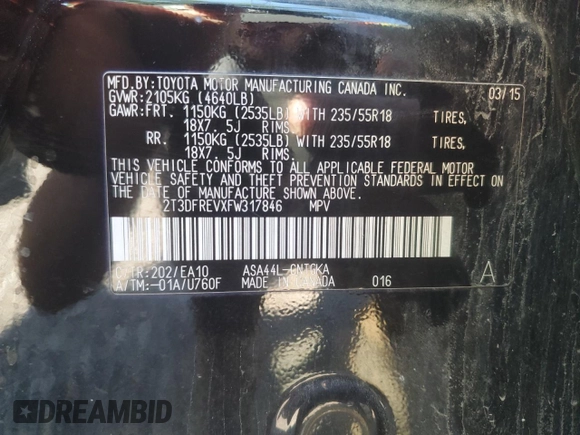 MFD.BY:TOYOTA MOTOR MANUFACTURING CANADA INC. 03/15
GVWR:2105KG (4640LB)
GAWR:FRT. 1150KG (2535LB) WITH 235/55R18 TIRES,
18X7. 5J RIMS.
RR. 1150KG (2535LB) WITH 235/55R18 TIRES,
18X7. 5J RIMS.
THIS VEHICLE CONFORMS TO ALL APPLICABLE FEDERAL MOTOR
VEHICLE SAFETY AND THEFT PREVENTION STANDARDS IN EFFECT ON
THE DATE OF MANUFACTURE SHOWN ABOVE.
2T3DFREVXFW317846 MPV
C/TR:202/EA10 A
A/TM:-01A/U760F MADE IN CANADA 016
DREAMBID